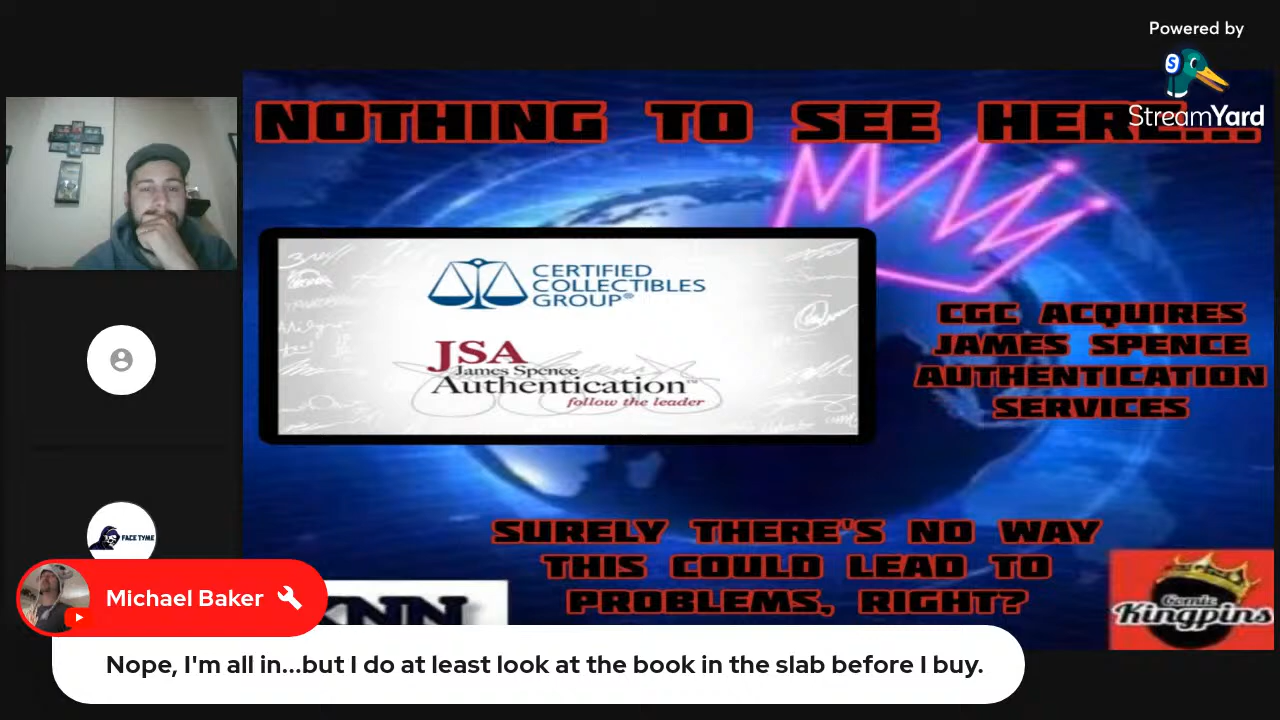 Powered by
StreamYard
NOTHING TO SEE HERE...
CERTIFIED
COLLECTIBLES
GROUP®
JSA
James Spence
Authentication™
follow the leader
CGC ACQUIRES
JAMES SPENCE
AUTHENTICATION
SERVICES
SURELY THERE'S NO WAY
THIS COULD LEAD TO
PROBLEMS, RIGHT?
FACE TYME
Comic
Kingpins
Michael Baker
Nope, I'm all in...but I do at least look at the book in the slab before I buy.